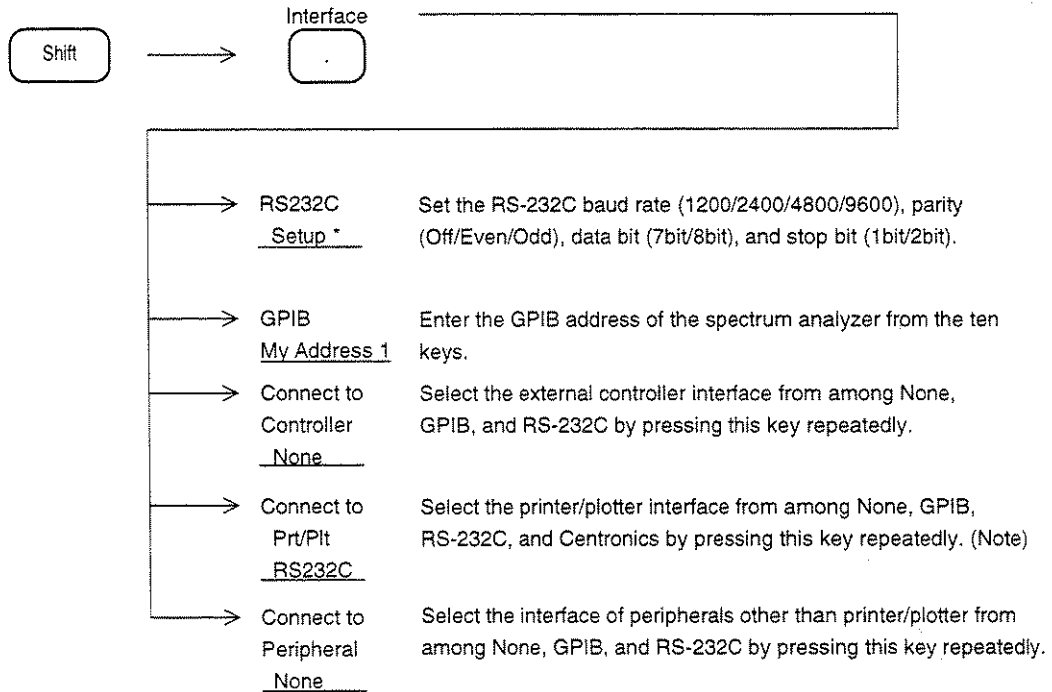 Interface
Shift
.
RS232C
Setup *
Set the RS-232C baud rate (1200/2400/4800/9600), parity
(Off/Even/Odd), data bit (7bit/8bit), and stop bit (1bit/2bit).
GPIB
My Address 1
Enter the GPIB address of the spectrum analyzer from the ten
keys.
Connect to
Controller
None
Select the external controller interface from among None,
GPIB, and RS-232C by pressing this key repeatedly.
Connect to
Prt/Plt
RS232C
Select the printer/plotter interface from among None, GPIB,
RS-232C, and Centronics by pressing this key repeatedly. (Note)
Connect to
Peripheral
None
Select the interface of peripherals other than printer/plotter from
among None, GPIB, and RS-232C by pressing this key repeatedly.